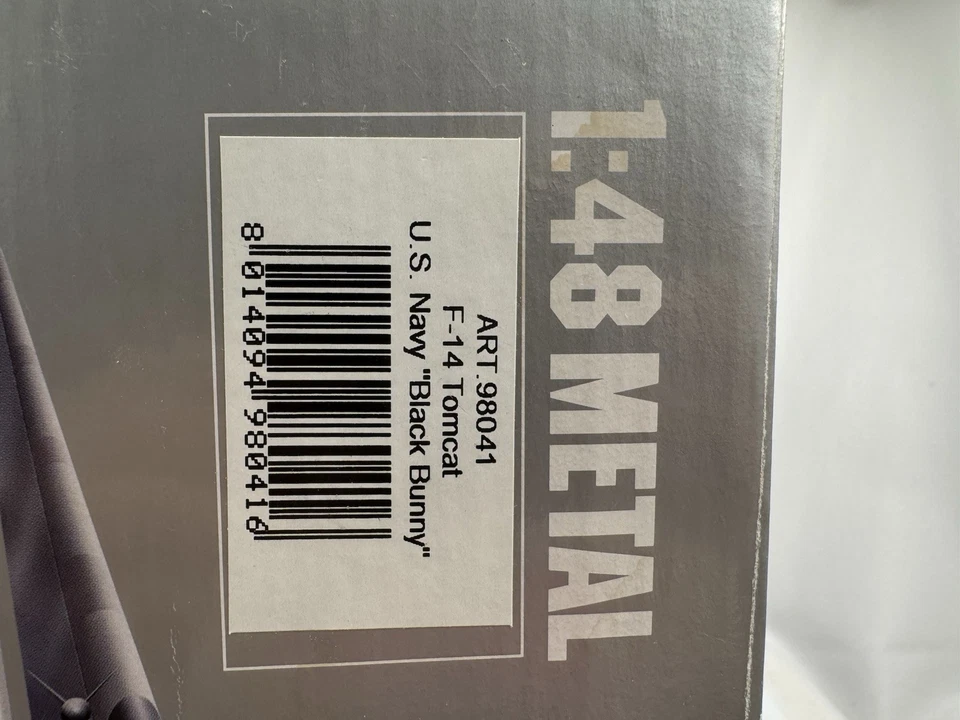 1:48 METAL
ART.98041
F-14 Tomcat
U.S. Navy "Black Bunny"
8 014094 980416